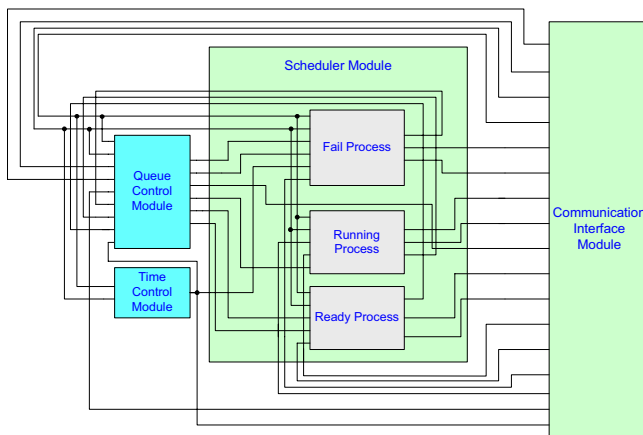 Scheduler Module
Fail Process
Queue
Control
Module
Running
Process
Communication
Interface
Module
Time
Control
Module
Ready Process